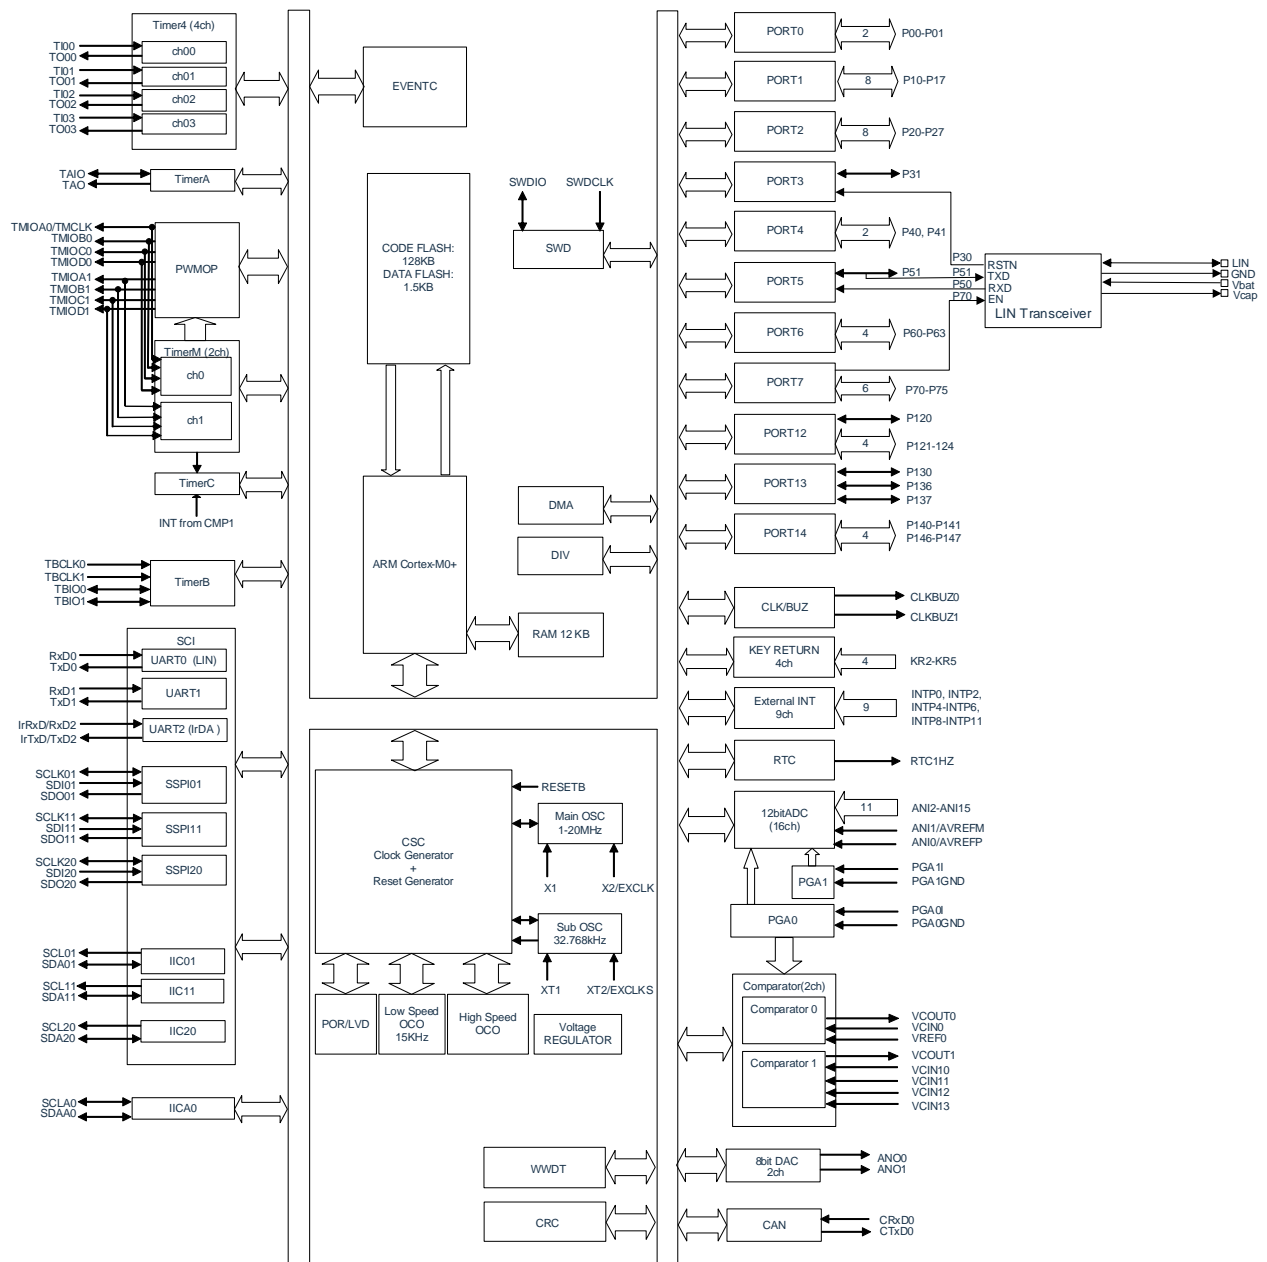 Timer4 (4ch)
TI00
TO00
ch00
TI01
TO01
ch01
TI02
TO02
ch02
TI03
TO03
ch03
TAIO
TAO
TimerA
TMIOA0/TMCLK
TMIOB0
TMIOC0
TMIOD0
TMIOA1
TMIOB1
TMIOC1
TMIOD1
PWMOP
TimerM (2ch)
ch0
ch1
TimerC
INT from CMP1
TBCLK0
TBCLK1
TBIO0
TBIO1
TimerB
SCI
RxD0
TxD0
UART0 (LIN)
RxD1
TxD1
UART1
IrRxD/RxD2
IrTxD/TxD2
UART2 (IrDA )
SCLK01
SDI01
SDO01
SSPI01
SCLK11
SDI11
SDO11
SSPI11
SCLK20
SDI20
SDO20
SSPI20
SCL01
SDA01
IIC01
SCL11
SDA11
IIC11
SCL20
SDA20
IIC20
SCLA0
SDAA0
IICA0
EVENTC
CODE FLASH:
128KB
DATA FLASH:
1.5KB
SWDIO
SWDCLK
SWD
ARM Cortex-M0+
DMA
DIV
RAM 12 KB
CSC
Clock Generator
+
Reset Generator
RESETB
Main OSC
1-20MHz
X1
X2/EXCLK
Sub OSC
32.768kHz
XT1
XT2/EXCLKS
POR/LVD
Low Speed
OCO
15KHz
High Speed
OCO
Voltage
REGULATOR
WWDT
CRC
PORT0
2
P00-P01
PORT1
8
P10-P17
PORT2
8
P20-P27
PORT3
P31
PORT4
2
P40, P41
PORT5
P51
P30
P51
P50
P70
RSTN
TXD
RXD
EN
LIN Transceiver
LIN
GND
Vbat
Vcap
PORT6
4
P60-P63
PORT7
6
P70-P75
PORT12
P120
4
P121-124
PORT13
P130
P136
P137
PORT14
4
P140-P141
P146-P147
CLK/BUZ
CLKBUZ0
CLKBUZ1
KEY RETURN
4ch
4
KR2-KR5
External INT
9ch
9
INTP0, INTP2,
INTP4-INTP6,
INTP8-INTP11
RTC
RTC1HZ
12bitADC
(16ch)
11
ANI2-ANI15
ANI1/AVREFM
ANI0/AVREFP
PGA1
PGA1I
PGA1GND
PGA0
PGA0I
PGA0GND
Comparator(2ch)
Comparator 0
VCOUT0
VCIN0
VREF0
Comparator 1
VCOUT1
VCIN10
VCIN11
VCIN12
VCIN13
8bit DAC
2ch
ANO0
ANO1
CAN
CRxD0
CTxD0